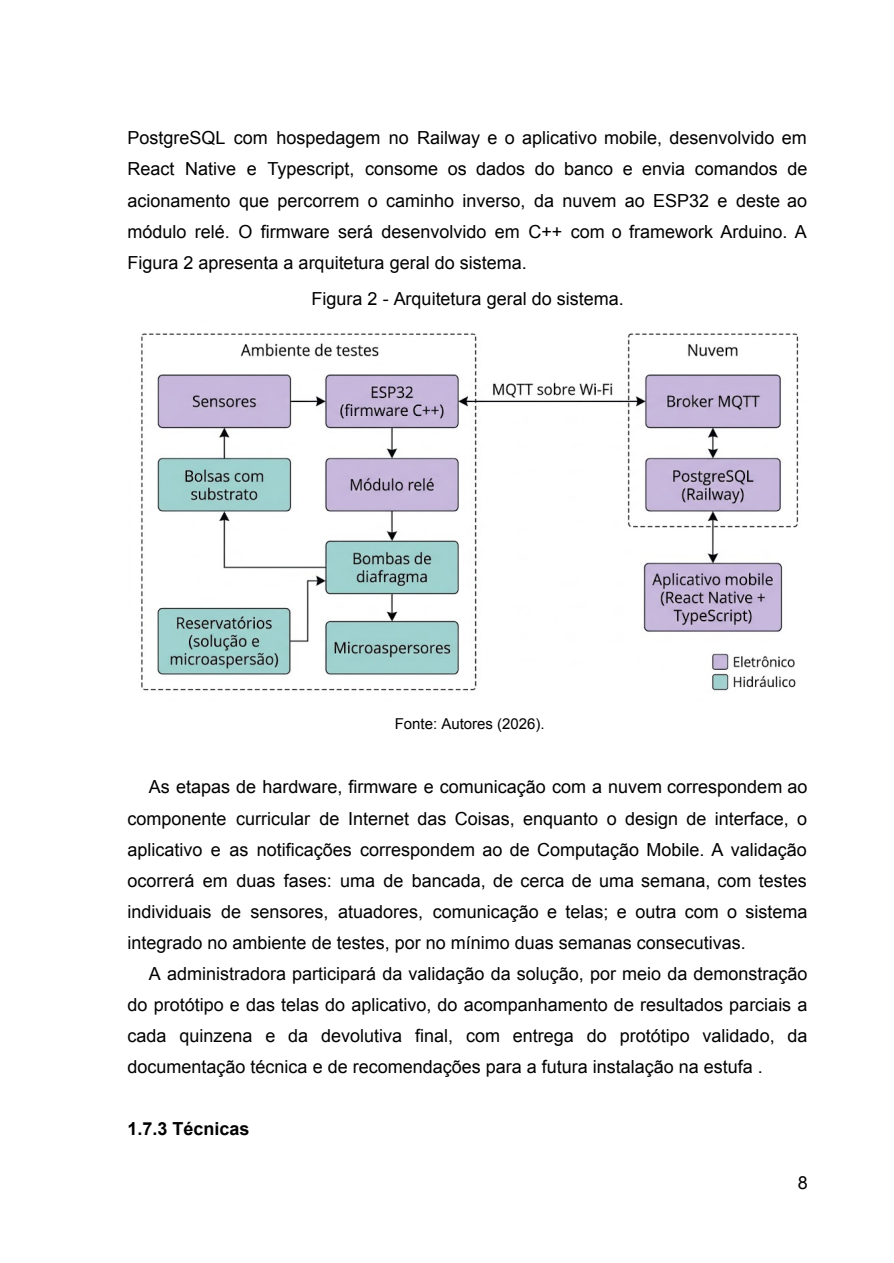 PostgreSQL com hospedagem no Railway e o aplicativo mobile, desenvolvido em
React Native e Typescript, consome os dados do banco e envia comandos de
acionamento que percorrem o caminho inverso, da nuvem ao ESP32 e deste ao
módulo relé. O firmware será desenvolvido em C++ com o framework Arduino. A
Figura 2 apresenta a arquitetura geral do sistema.
Figura 2 - Arquitetura geral do sistema.
Ambiente de testes
Nuvem
Sensores
ESP32
(firmware C++)
MQTT sobre Wi-Fi
Broker MQTT
Bolsas com
substrato
Módulo relé
PostgreSQL
(Railway)
Bombas de
diafragma
Aplicativo mobile
(React Native +
TypeScript)
Reservatórios
(solução e
microaspersão)
Microaspersores
Eletrônico
Hidráulico
Fonte: Autores (2026).
As etapas de hardware, firmware e comunicação com a nuvem correspondem ao
componente curricular de Internet das Coisas, enquanto o design de interface, o
aplicativo e as notificações correspondem ao de Computação Mobile. A validação
ocorrerá em duas fases: uma de bancada, de cerca de uma semana, com testes
individuais de sensores, atuadores, comunicação e telas; e outra com o sistema
integrado no ambiente de testes, por no mínimo duas semanas consecutivas.
A administradora participará da validação da solução, por meio da demonstração
do protótipo e das telas do aplicativo, do acompanhamento de resultados parciais a
cada quinzena e da devolutiva final, com entrega do protótipo validado, da
documentação técnica e de recomendações para a futura instalação na estufa .
1.7.3 Técnicas
8